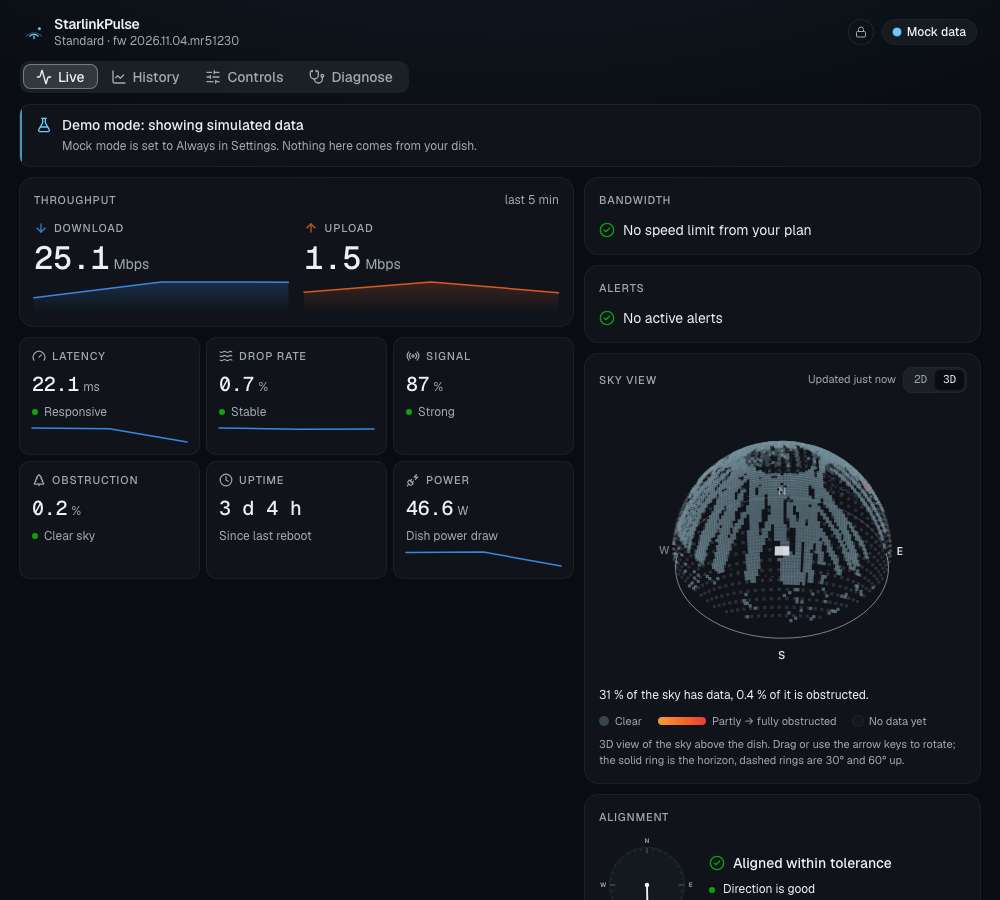 StarlinkPulse
Standard · fw 2026.11.04.mr51230
Mock data
Live
History
Controls
Diagnose
Demo mode: showing simulated data
Mock mode is set to Always in Settings. Nothing here comes from your dish.
THROUGHPUT
last 5 min
DOWNLOAD
25.1 Mbps
UPLOAD
1.5 Mbps
LATENCY
22.1 ms
Responsive
DROP RATE
0.7 %
Stable
SIGNAL
87 %
Strong
OBSTRUCTION
0.2 %
Clear sky
UPTIME
3 d 4 h
Since last reboot
POWER
46.6 W
Dish power draw
BANDWIDTH
No speed limit from your plan
ALERTS
No active alerts
SKY VIEW
Updated just now
2D
3D
N
W
E
S
31 % of the sky has data, 0.4 % of it is obstructed.
Clear
Partly → fully obstructed
No data yet
3D view of the sky above the dish. Drag or use the arrow keys to rotate;
the solid ring is the horizon, dashed rings are 30° and 60° up.
ALIGNMENT
N
W
E
Aligned within tolerance
Direction is good